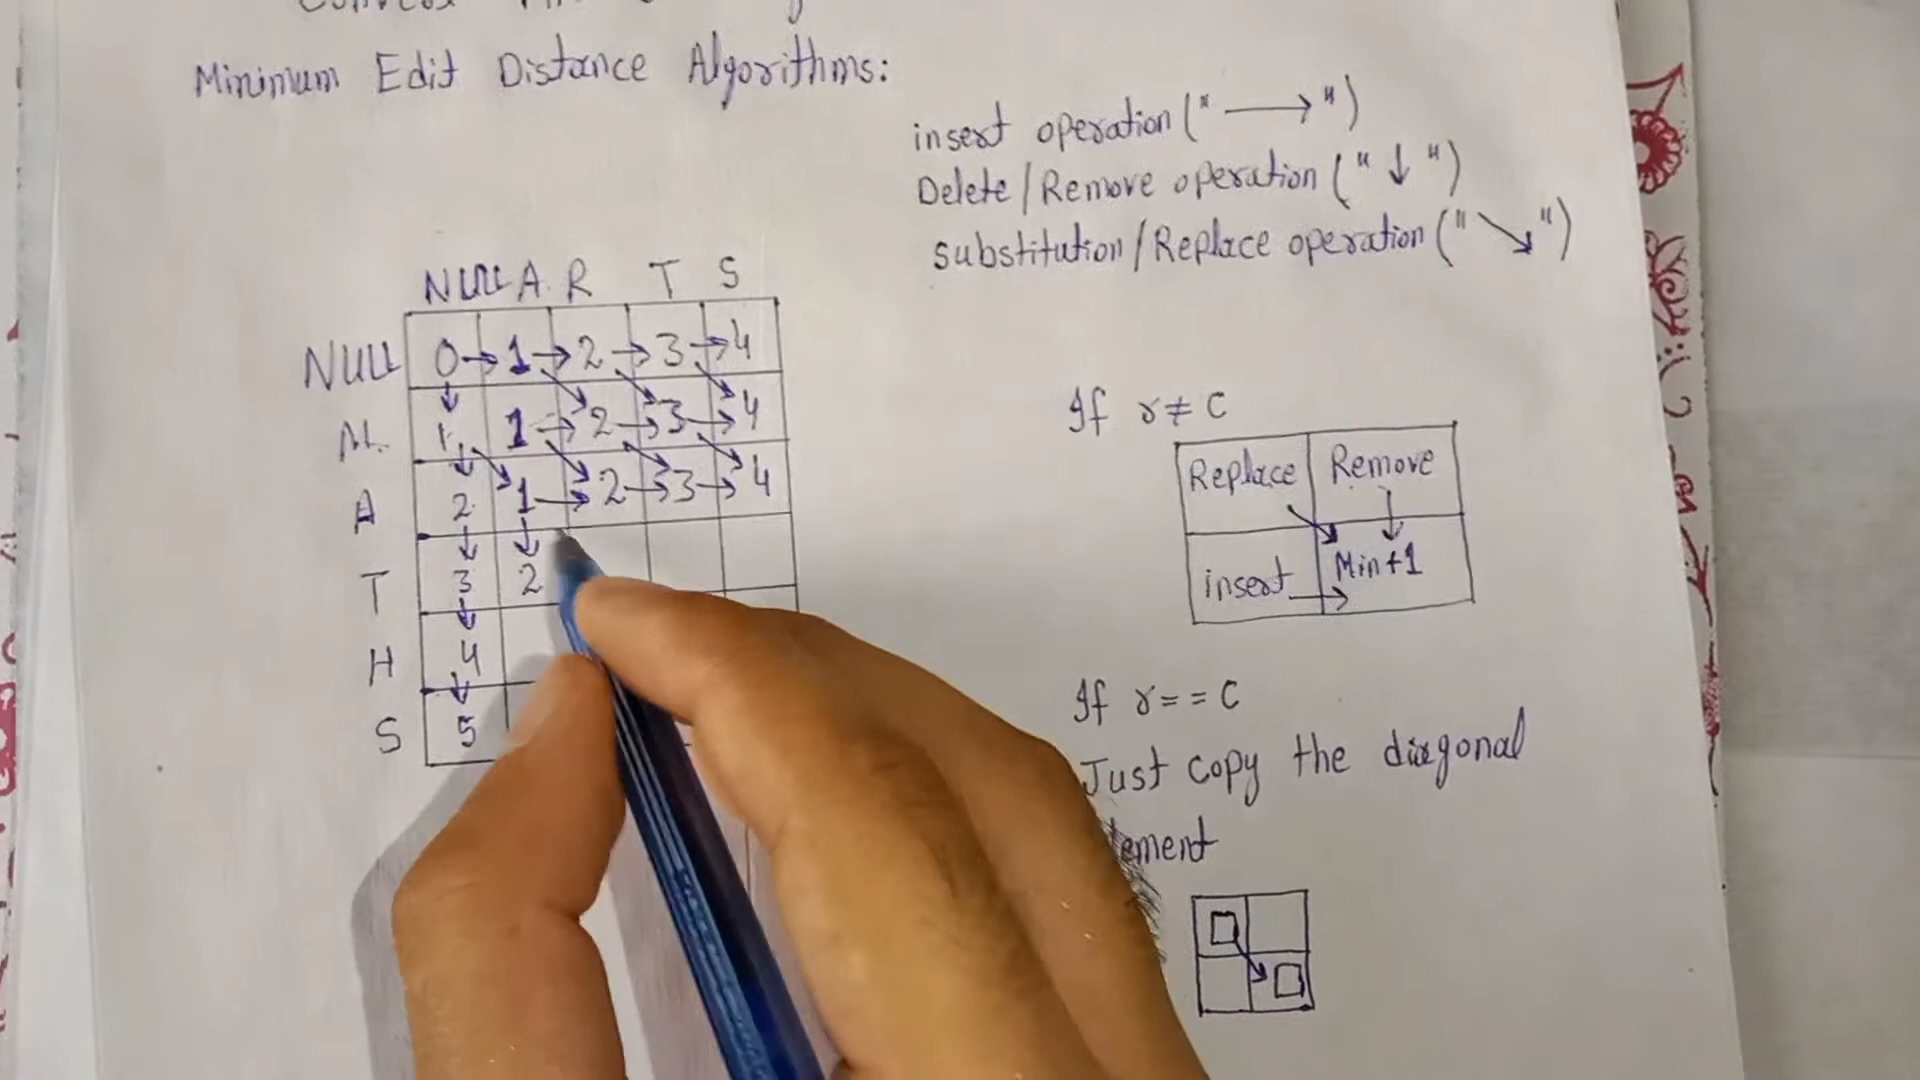 Minimum Edit Distance Algorithms:
insert operation (" → ")
Delete/Remove operation (" ↓ ")
substitution/Replace operation (" ↘ ")
NULL A R T S
NULL 0 → 1 → 2 → 3 → 4
M 1 1 → 2 → 3 → 4
A 2 1 → 2 → 3 → 4
T 3 2
H 4
S 5
If r ≠ C
Replace Remove
insert → Min+1
If r = = C
Just copy the diagonal
lement